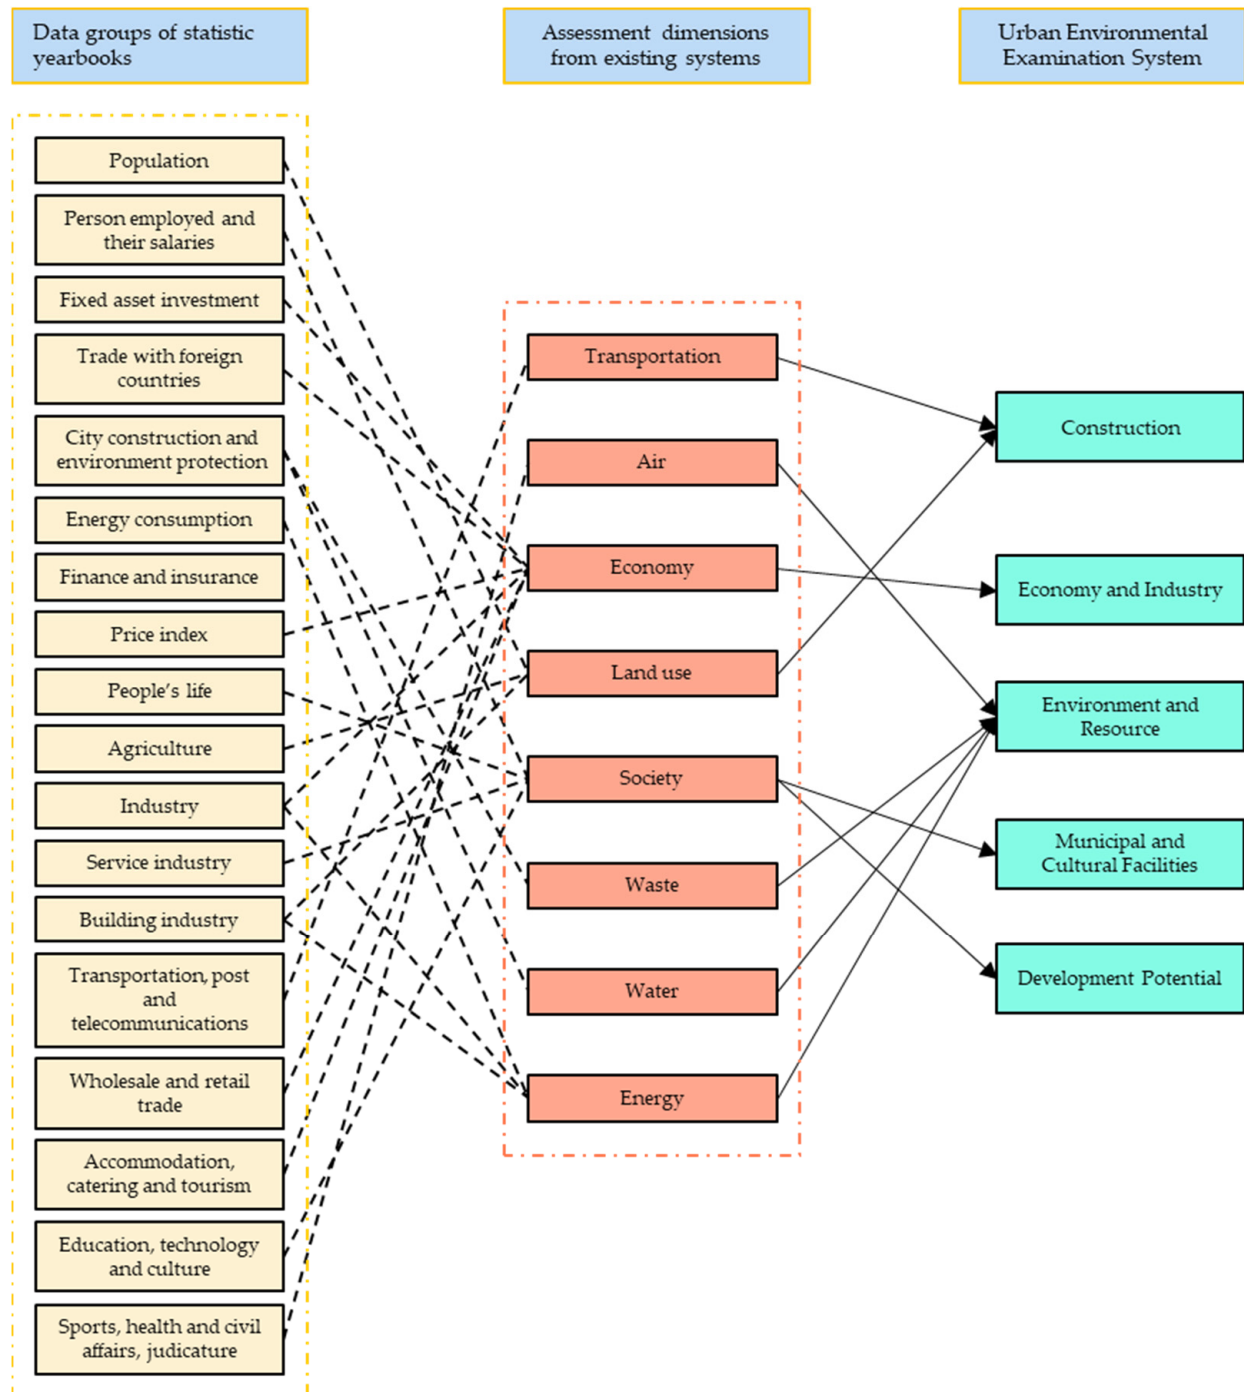 Data groups of statistic
yearbooks
Assessment dimensions
from existing systems
Urban Environmental
Examination System
Population
Person employed and
their salaries
Fixed asset investment
Trade with foreign
countries
City construction and
environment protection
Energy consumption
Finance and insurance
Price index
People's life
Agriculture
Industry
Service industry
Building industry
Transportation, post
and
telecommunications
Wholesale and retail
trade
Accommodation,
catering and tourism
Education, technology
and culture
Sports, health and civil
affairs, judicature
Transportation
Air
Economy
Land use
Society
Waste
Water
Energy
Construction
Economy and Industry
Environment and
Resource
Municipal and
Cultural Facilities
Development Potential